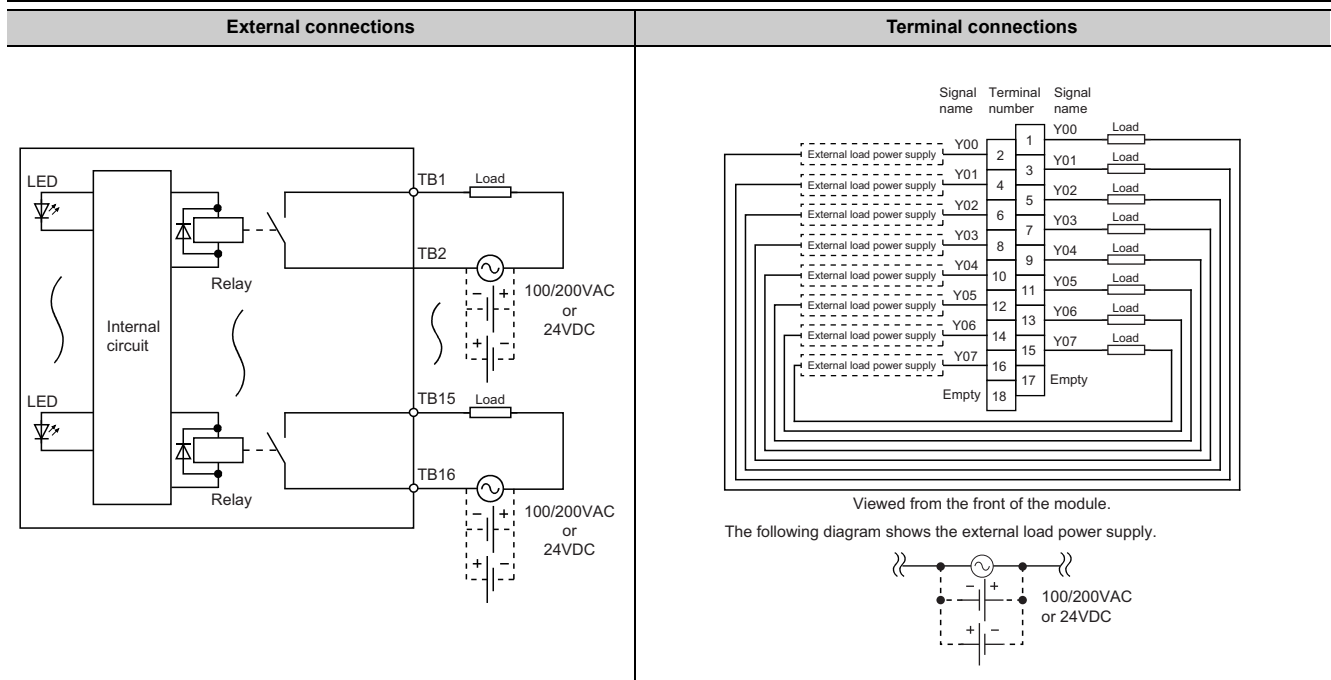 External connections
Terminal connections
LED
LED
Internal
circuit
Relay
Relay
TB1
Load
TB2
– +
+ –
100/200VAC
or
24VDC
TB15
Load
TB16
– +
+ –
100/200VAC
or
24VDC
Signal name Terminal number Signal name
1 Y00 Load
External load power supply Y00 2
3 Y01 Load
External load power supply Y01 4
5 Y02 Load
External load power supply Y02 6
7 Y03 Load
External load power supply Y03 8
9 Y04 Load
External load power supply Y04 10
11 Y05 Load
External load power supply Y05 12
13 Y06 Load
External load power supply Y06 14
15 Y07 Load
External load power supply Y07 16
17 Empty
Empty 18
Viewed from the front of the module.
The following diagram shows the external load power supply.
– +
+ –
100/200VAC
or 24VDC